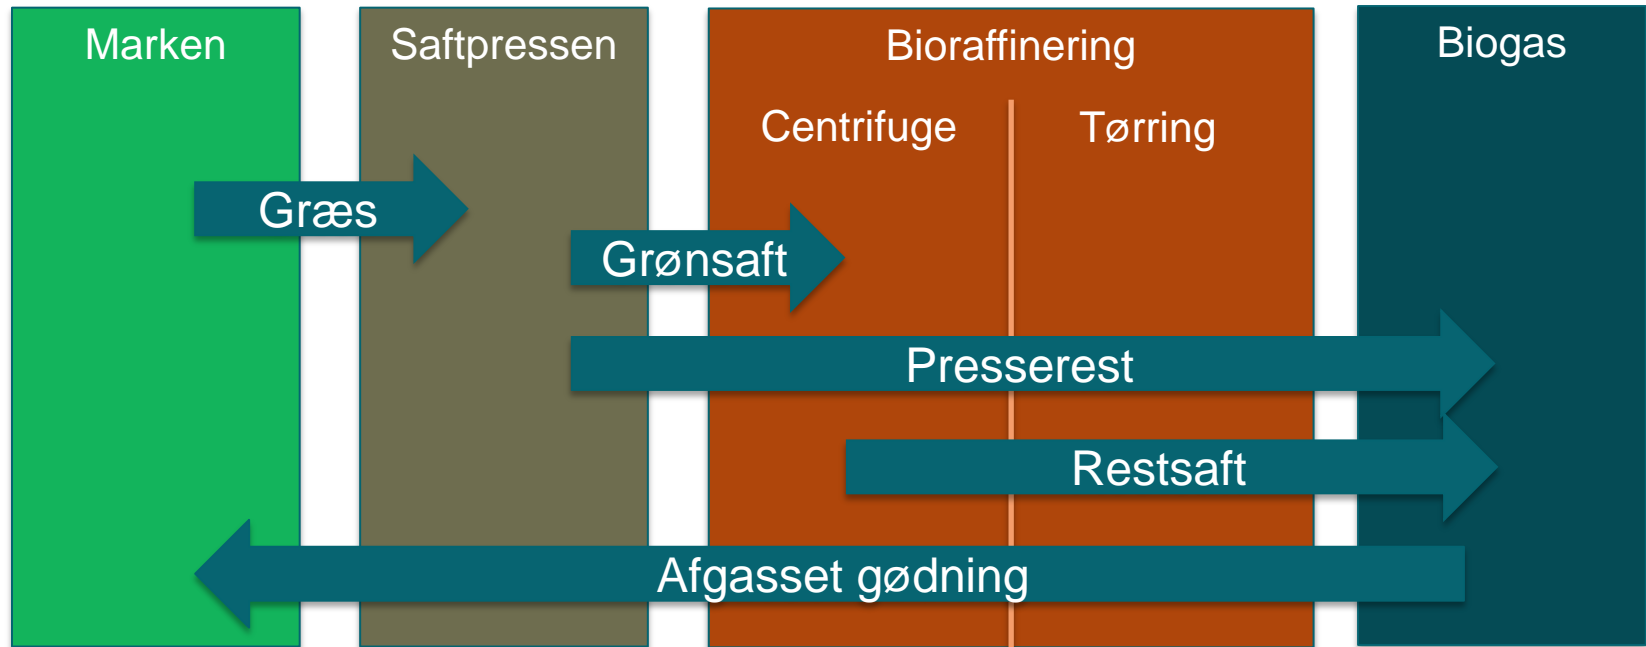 Marken
Saftpressen
Bioraffinering
Biogas
Centrifuge
Tørring
Græs
Grønsaft
Presserest
Restsaft
Afgasset gødning